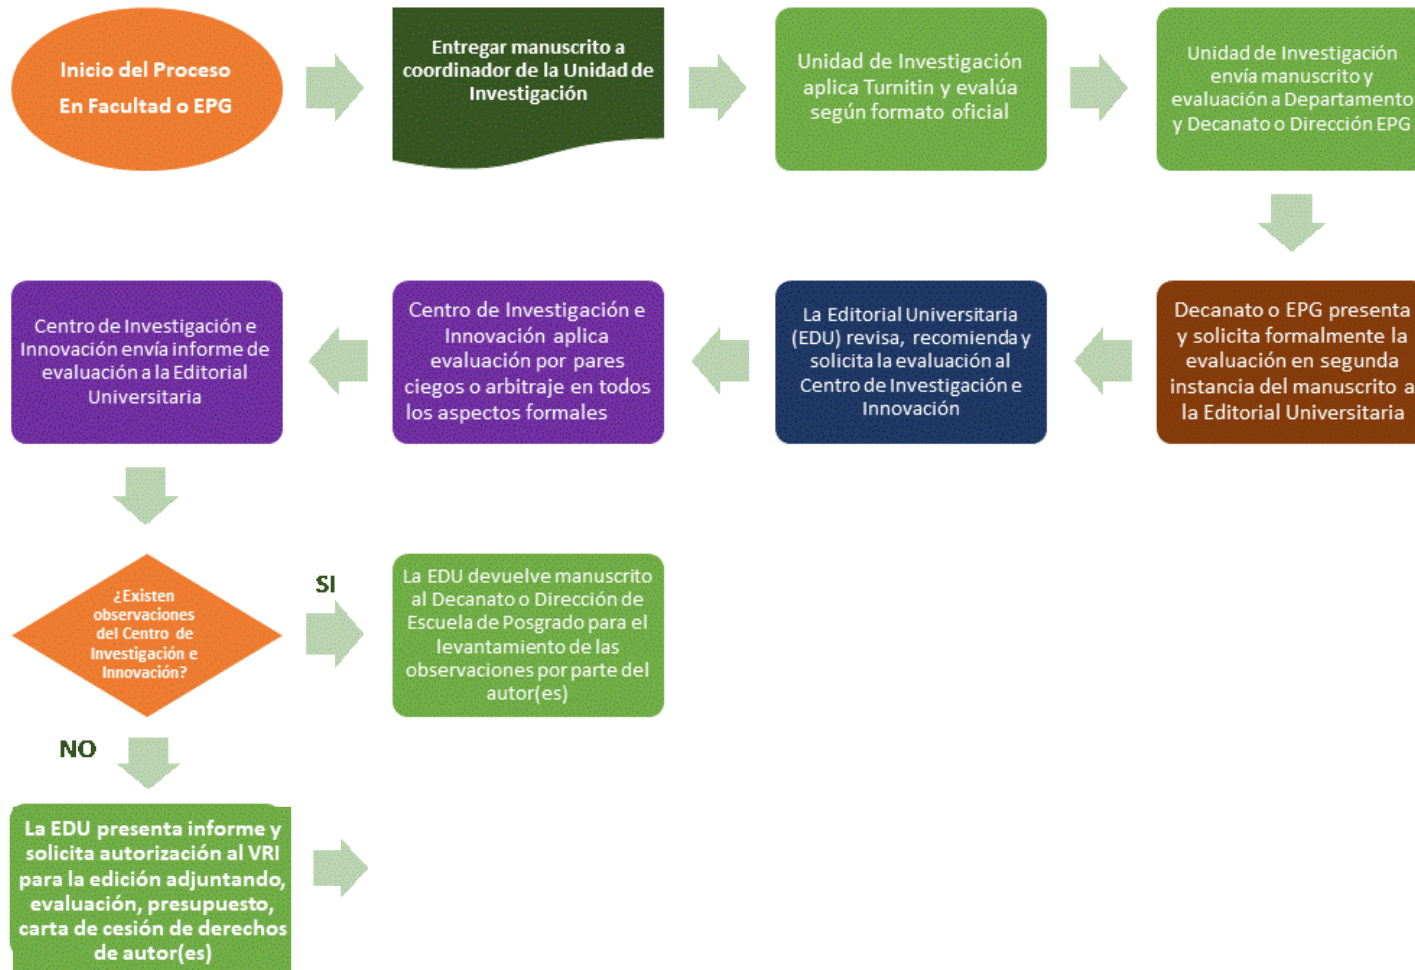 Inicio del Proceso
En Facultad o EPG
Entregar manuscrito a
coordinador de la Unidad de
Investigación
Unidad de Investigación
aplica Turnitin y evalúa
según formato oficial
Unidad de Investigación
envía manuscrito y
evaluación a Departamento
y Decanato o Dirección EPG
Centro de Investigación e
Innovación envía informe de
evaluación a la Editorial
Universitaria
Centro de Investigación e
Innovación aplica
evaluación por pares
ciegos o arbitraje en todos
los aspectos formales
La Editorial Universitaria
(EDU) revisa, recomienda y
solicita la evaluación al
Centro de Investigación e
Innovación
Decanato o EPG presenta
y solicita formalmente la
evaluación en segunda
instancia del manuscrito a
la Editorial Universitaria
¿Existen
observaciones
del Centro de
Investigación e
Innovación?
SI
La EDU devuelve manuscrito
al Decanato o Dirección de
Escuela de Posgrado para el
levantamiento de las
observaciones por parte del
autor(es)
NO
La EDU presenta informe y
solicita autorización al VRI
para la edición adjuntando,
evaluación, presupuesto,
carta de cesión de derechos
de autor(es)